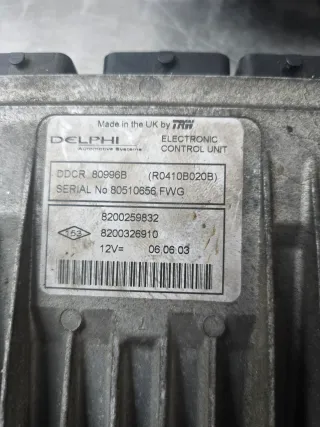 Made in the UK by TRW
DELPHI
Automotive Systems
ELECTRONIC
CONTROL UNIT
DDCR 80996B (R0410B020B)
SERIAL No 80510656 FWG
8200259832
153
8200326910
12V= 06.06.03